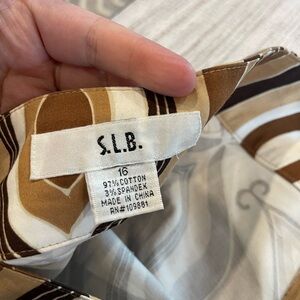 S.L.B.
16
97% COTTON
3% SPANDEX
MADE IN CHINA
RN#109881